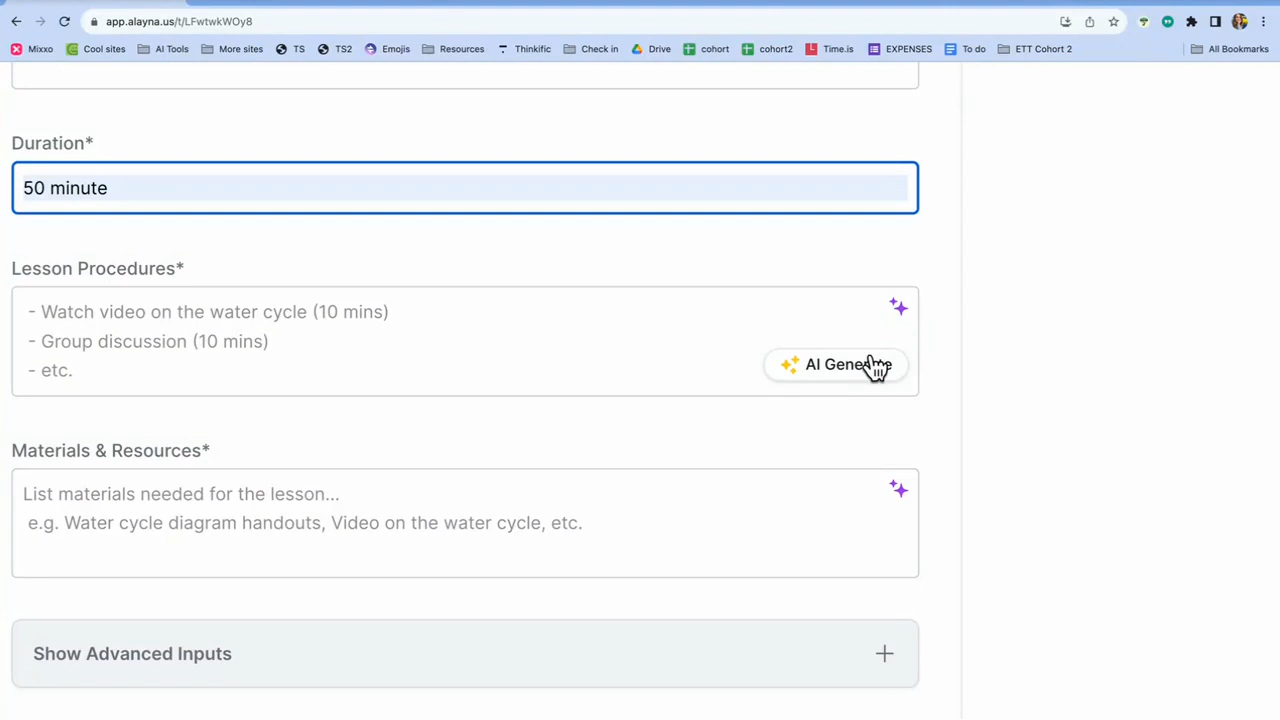 app.alayna.us/t/LFwtwkWOy8
Mixxo Cool sites AI Tools More sites TS TS2 Emojis Resources Thinkific Check in Drive cohort cohort2 Time.is EXPENSES To do ETT Cohort 2 All Bookmarks
Duration*
50 minute
Lesson Procedures*
- Watch video on the water cycle (10 mins)
- Group discussion (10 mins)
- etc.
AI Generate
Materials & Resources*
List materials needed for the lesson...
e.g. Water cycle diagram handouts, Video on the water cycle, etc.
Show Advanced Inputs